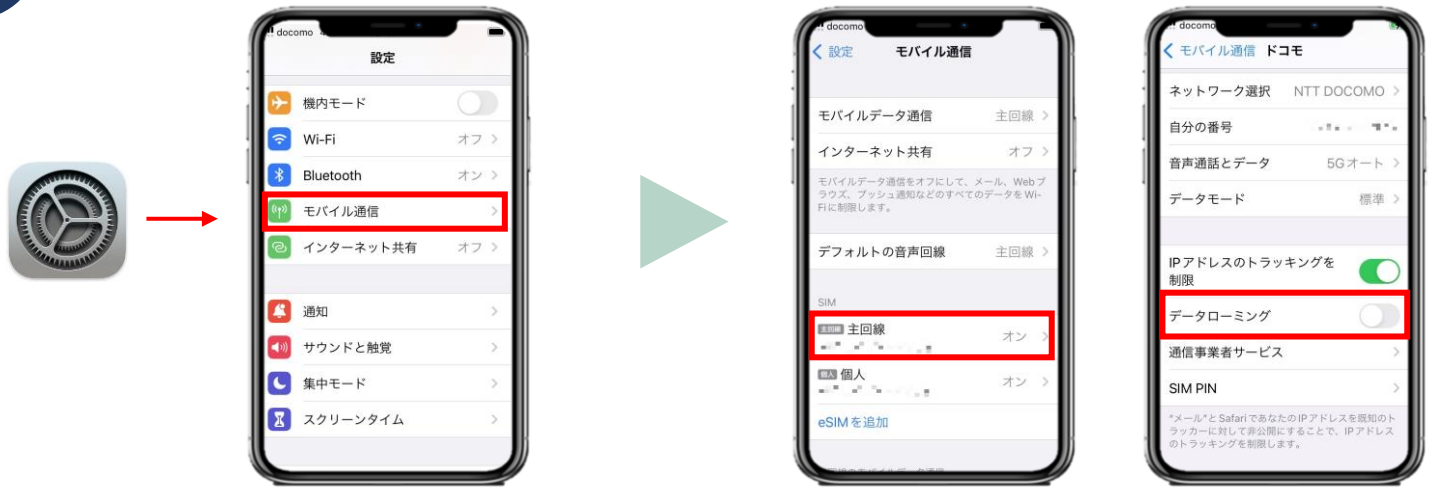 docomo
設定
機内モード
Wi-Fi オフ
Bluetooth オン
モバイル通信
インターネット共有 オフ
通知
サウンドと触覚
集中モード
スクリーンタイム
docomo
設定 モバイル通信
モバイルデータ通信 主回線
インターネット共有 オフ
モバイルデータ通信をオフにして、メール、Webブ
ラウズ、プッシュ通知などのすべてのデータをWi-
Fiに制限します。
デフォルトの音声回線 主回線
SIM
主回線 主回線
オン
個人 個人
オン
eSIMを追加
docomo
モバイル通信 ドコモ
ネットワーク選択 NTT DOCOMO
自分の番号
音声通話とデータ 5Gオート
データモード 標準
IPアドレスのトラッキングを
制限
データローミング
通信事業者サービス
SIM PIN
"メール"とSafariであなたのIPアドレスを既知のト
ラッカーに対して非公開にすることで、IPアドレス
のトラッキングを制限します。